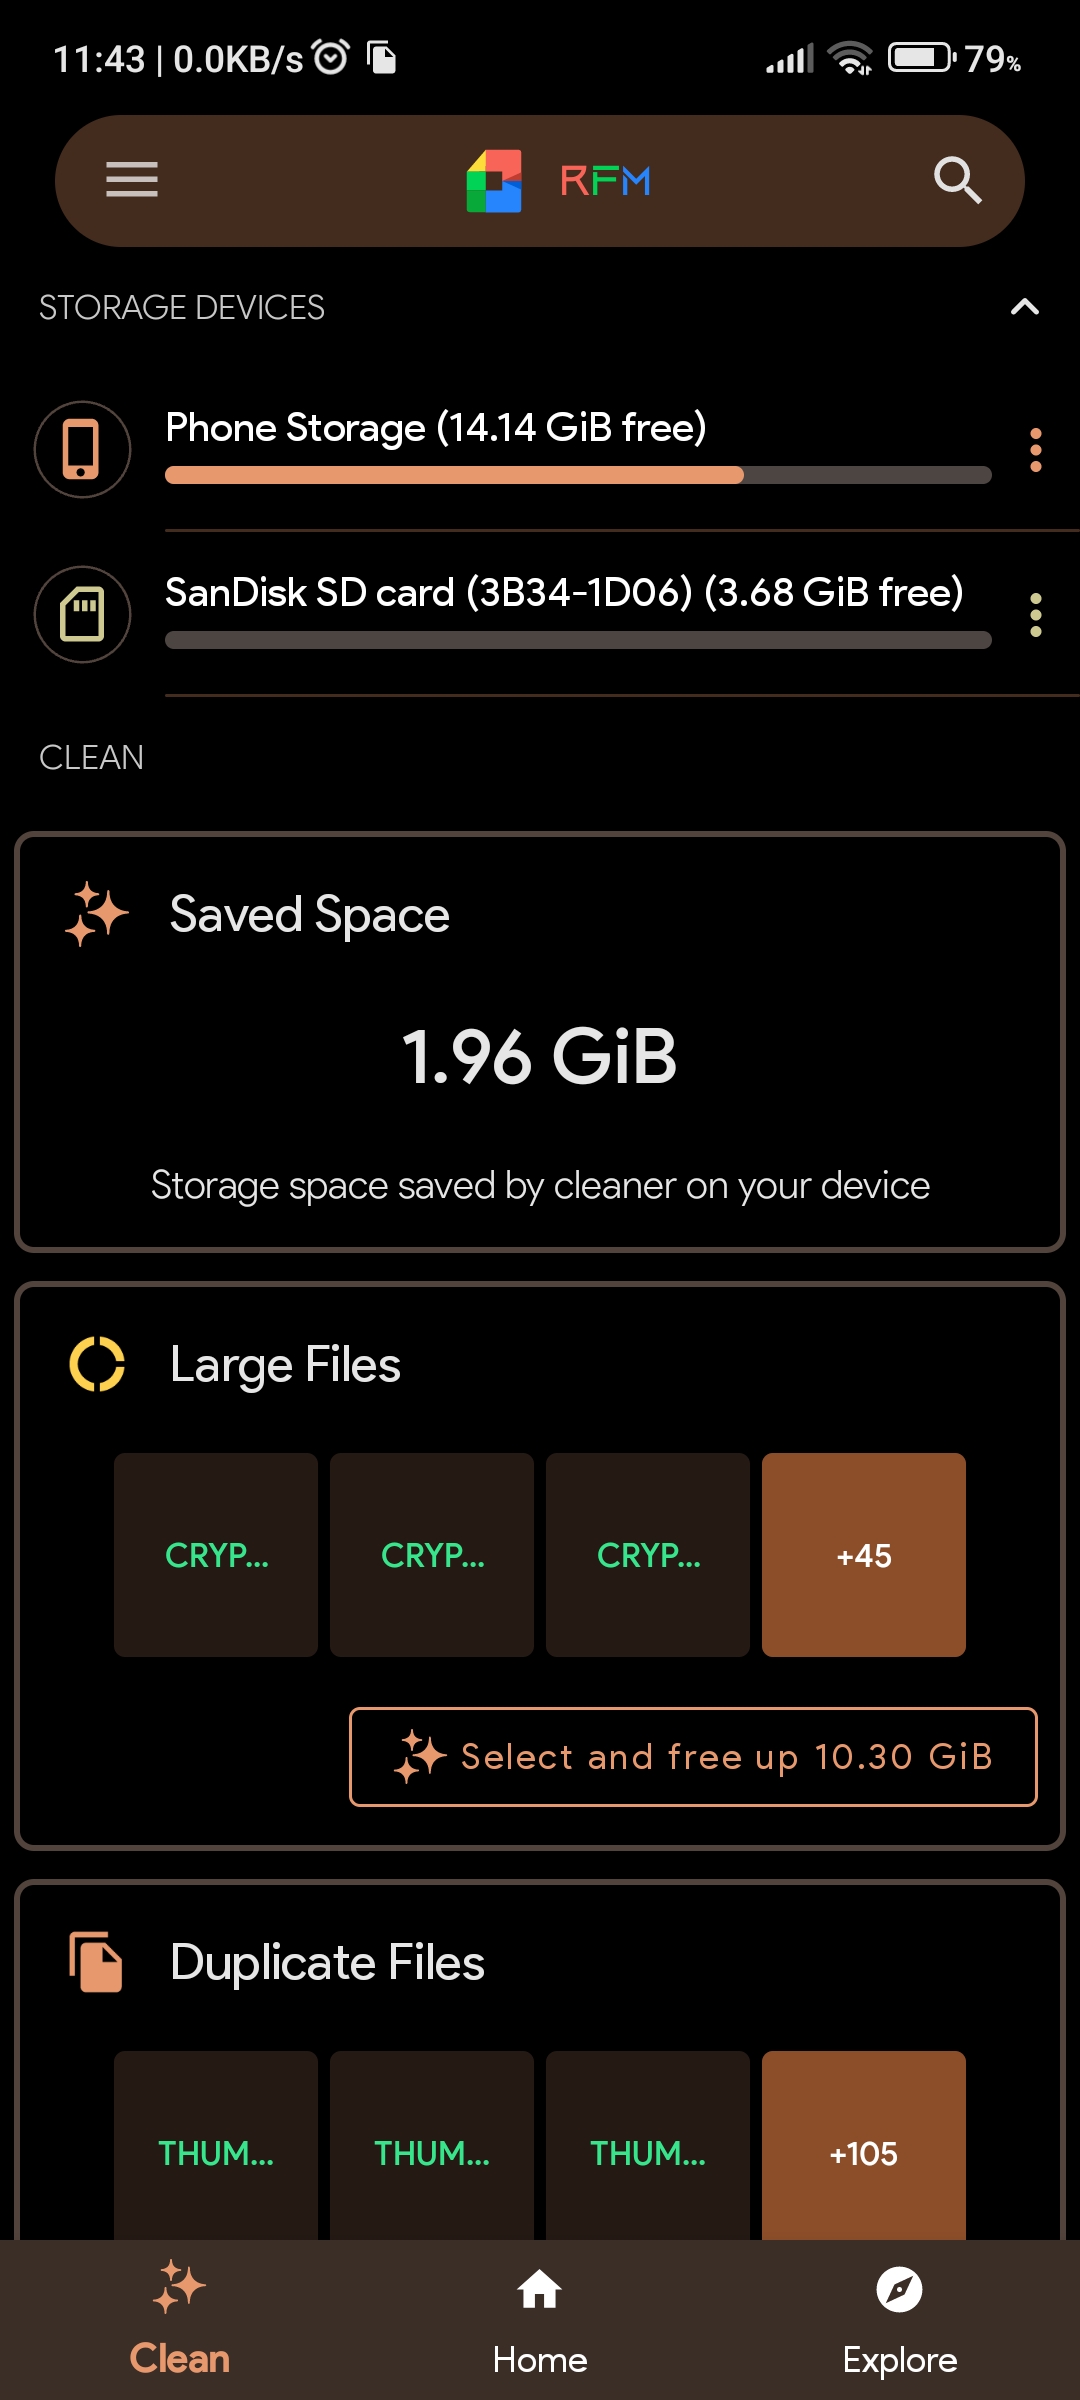 11:43 | 0.0KB/s
79%
RFM
STORAGE DEVICES
Phone Storage (14.14 GiB free)
SanDisk SD card (3B34-1D06) (3.68 GiB free)
CLEAN
Saved Space
1.96 GiB
Storage space saved by cleaner on your device
Large Files
CRYP... CRYP... CRYP... +45
Select and free up 10.30 GiB
Duplicate Files
THUM... THUM... THUM... +105
Clean Home Explore